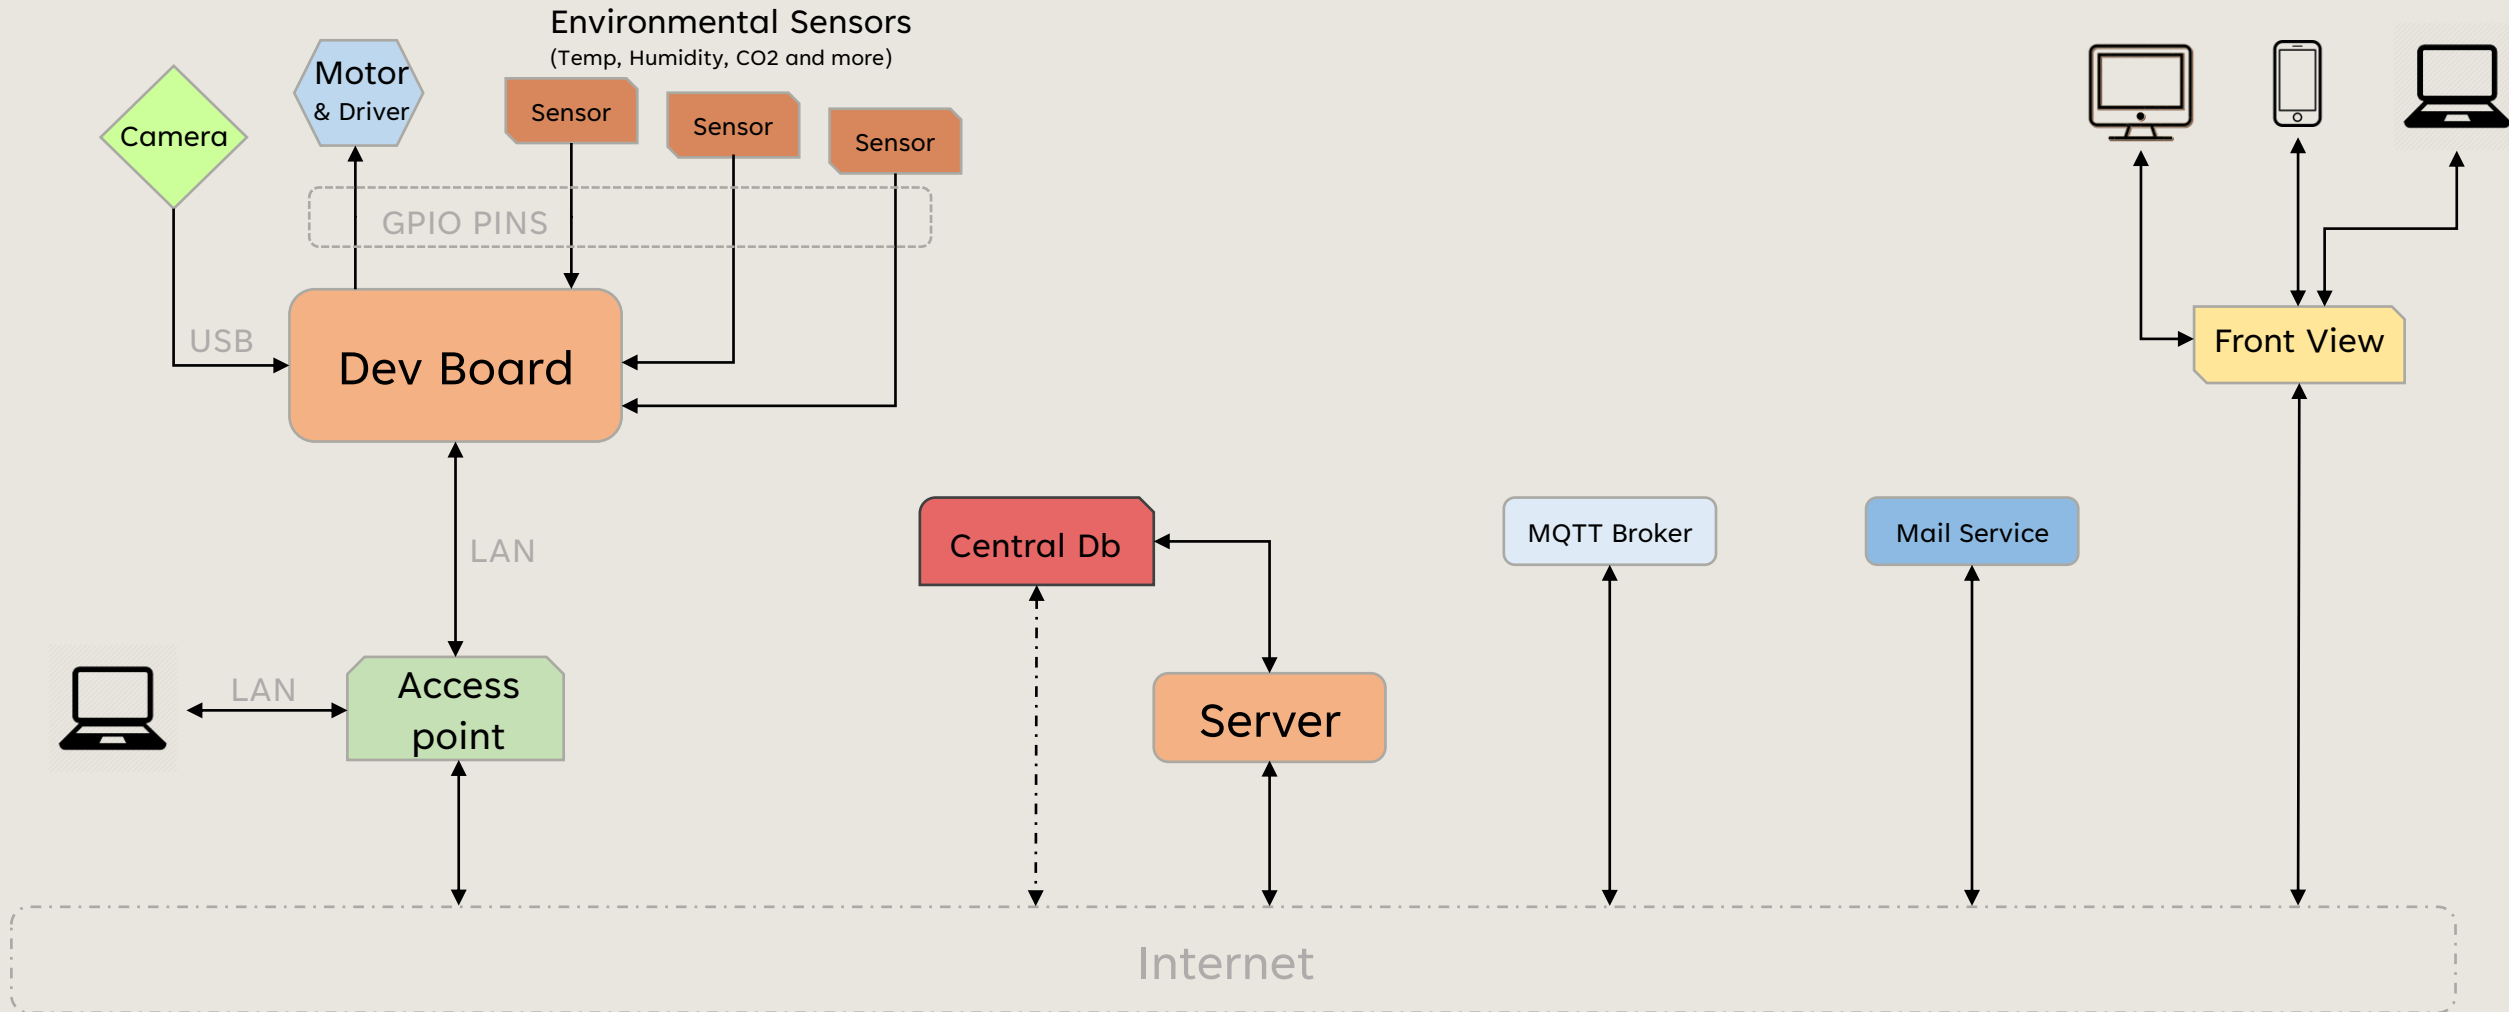 Environmental Sensors
(Temp, Humidity, CO2 and more)
Motor
& Driver
Camera
Sensor
Sensor
Sensor
GPIO PINS
USB
Dev Board
Front View
LAN
Central Db
MQTT Broker
Mail Service
LAN
Access
point
Server
Internet